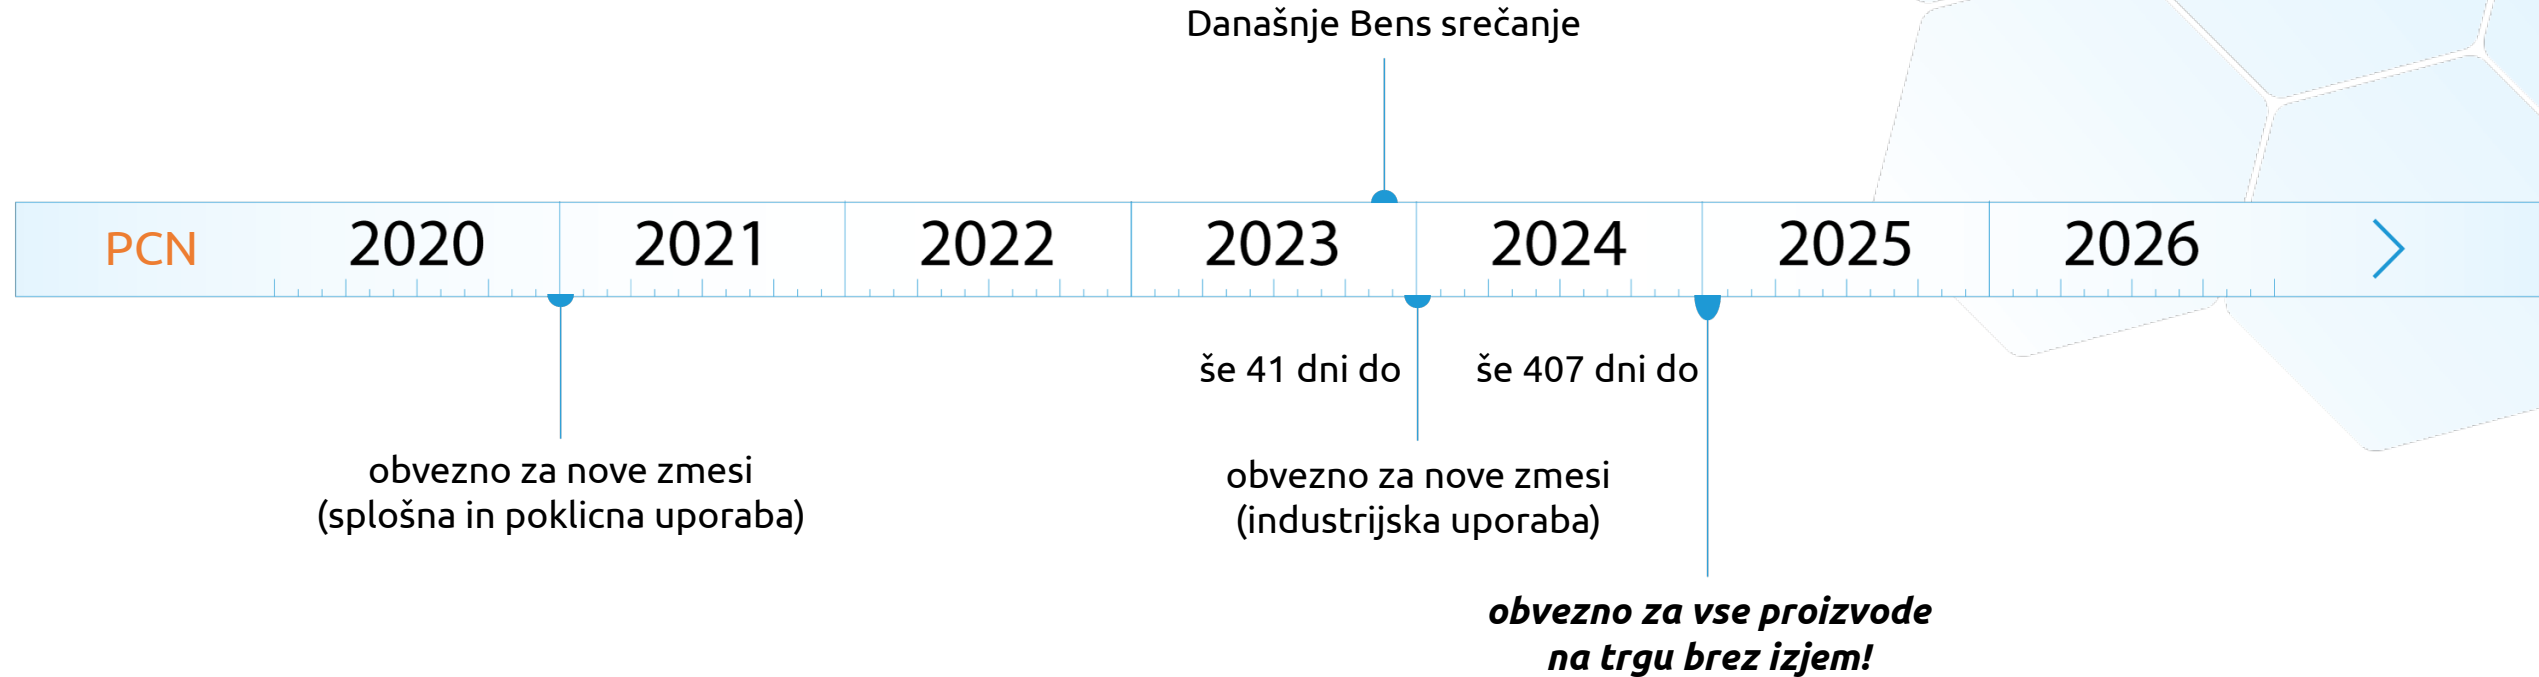 Današnje Bens srečanje
PCN 2020 2021 2022 2023 2024 2025 2026
še 41 dni do
še 407 dni do
obvezno za nove zmesi
(splošna in poklicna uporaba)
obvezno za nove zmesi
(industrijska uporaba)
obvezno za vse proizvode
na trgu brez izjem!